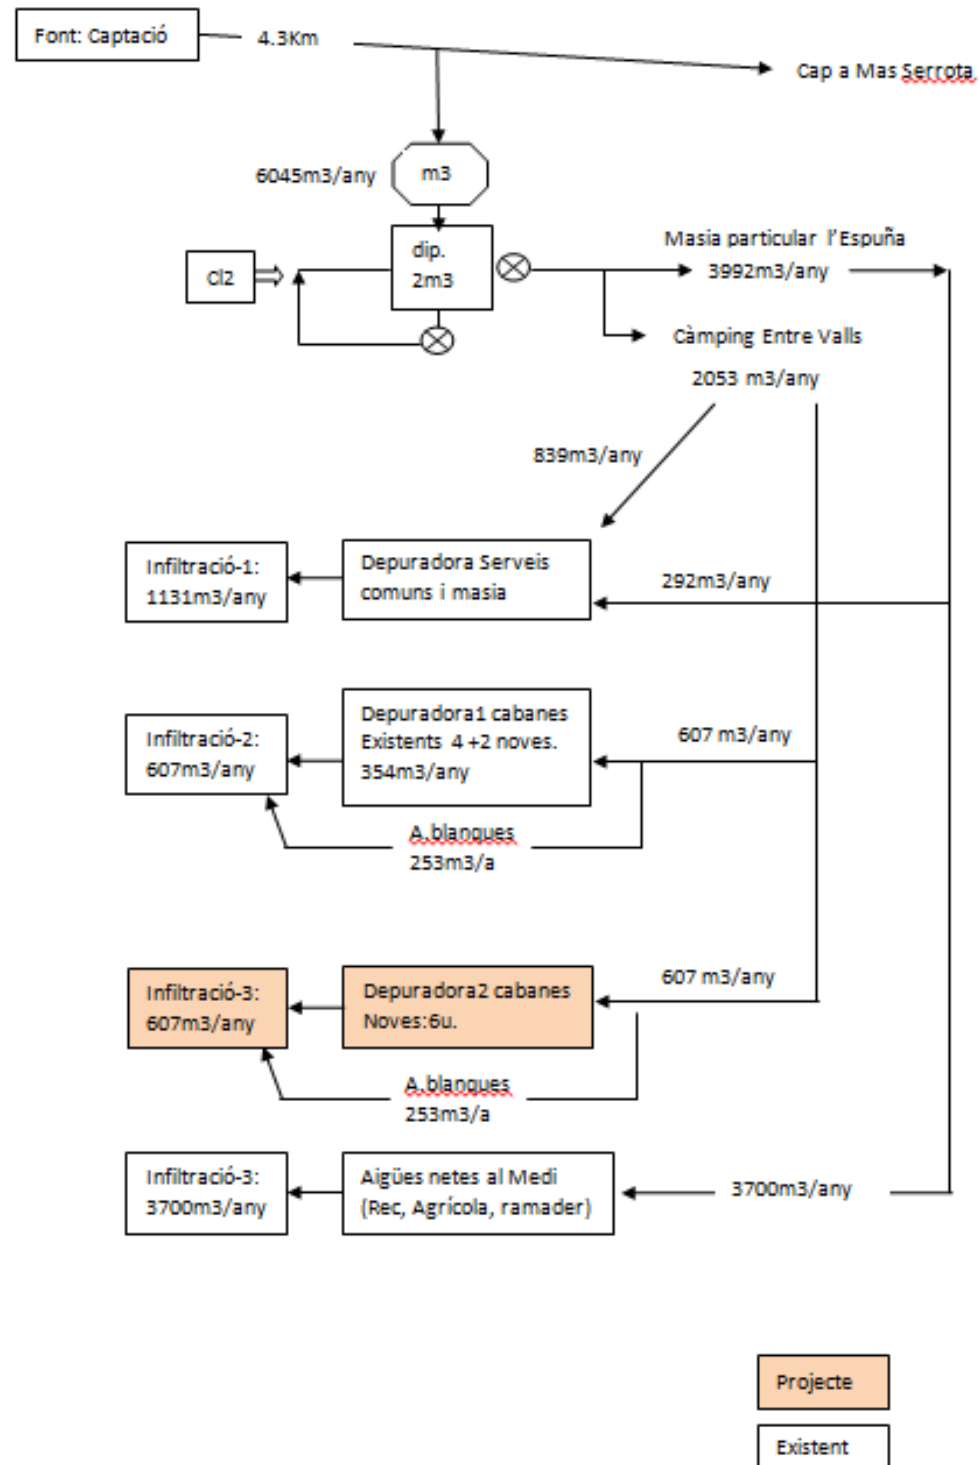 Font: Captació
4.3Km
Cap a Mas Serrota
6045m3/any
m3
dip.
2m3
Cl2
Masia particular l'Espuña
3992m3/any
Càmping Entre Valls
2053 m3/any
839m3/any
Infiltració-1:
1131m3/any
Depuradora Serveis
comuns i masia
292m3/any
Infiltració-2:
607m3/any
Depuradora1 cabanes
Existents 4 +2 noves.
354m3/any
607 m3/any
A.blanques
253m3/a
Infiltració-3:
607m3/any
Depuradora2 cabanes
Noves:6u.
607 m3/any
A.blanques
253m3/a
Infiltració-3:
3700m3/any
Aigües netes al Medi
(Rec, Agrícola, ramader)
3700m3/any
Projecte
Existent